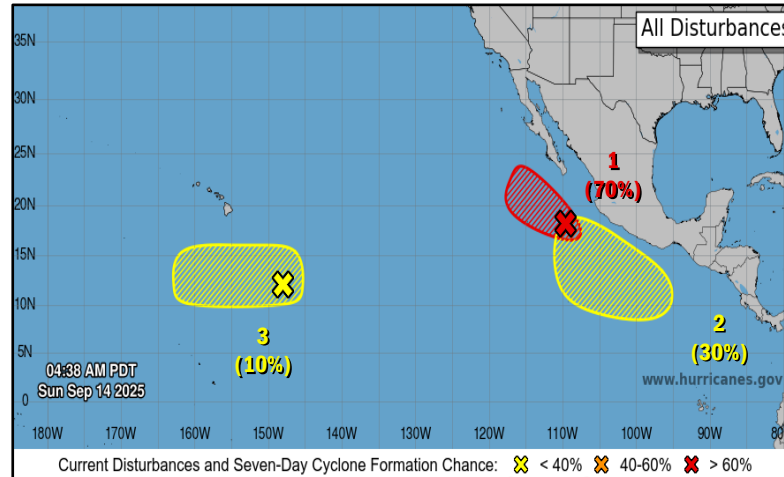 All Disturbances
35N
30N
25N
1
(70%)
20N
15N
10N
3
(10%)
2
(30%)
5N
04:38 AM PDT
Sun Sep 14 2025
www.hurricanes.gov
0
180W 170W 160W 150W 140W 130W 120W 110W 100W 90W 80
Current Disturbances and Seven-Day Cyclone Formation Chance: < 40% 40-60% > 60%